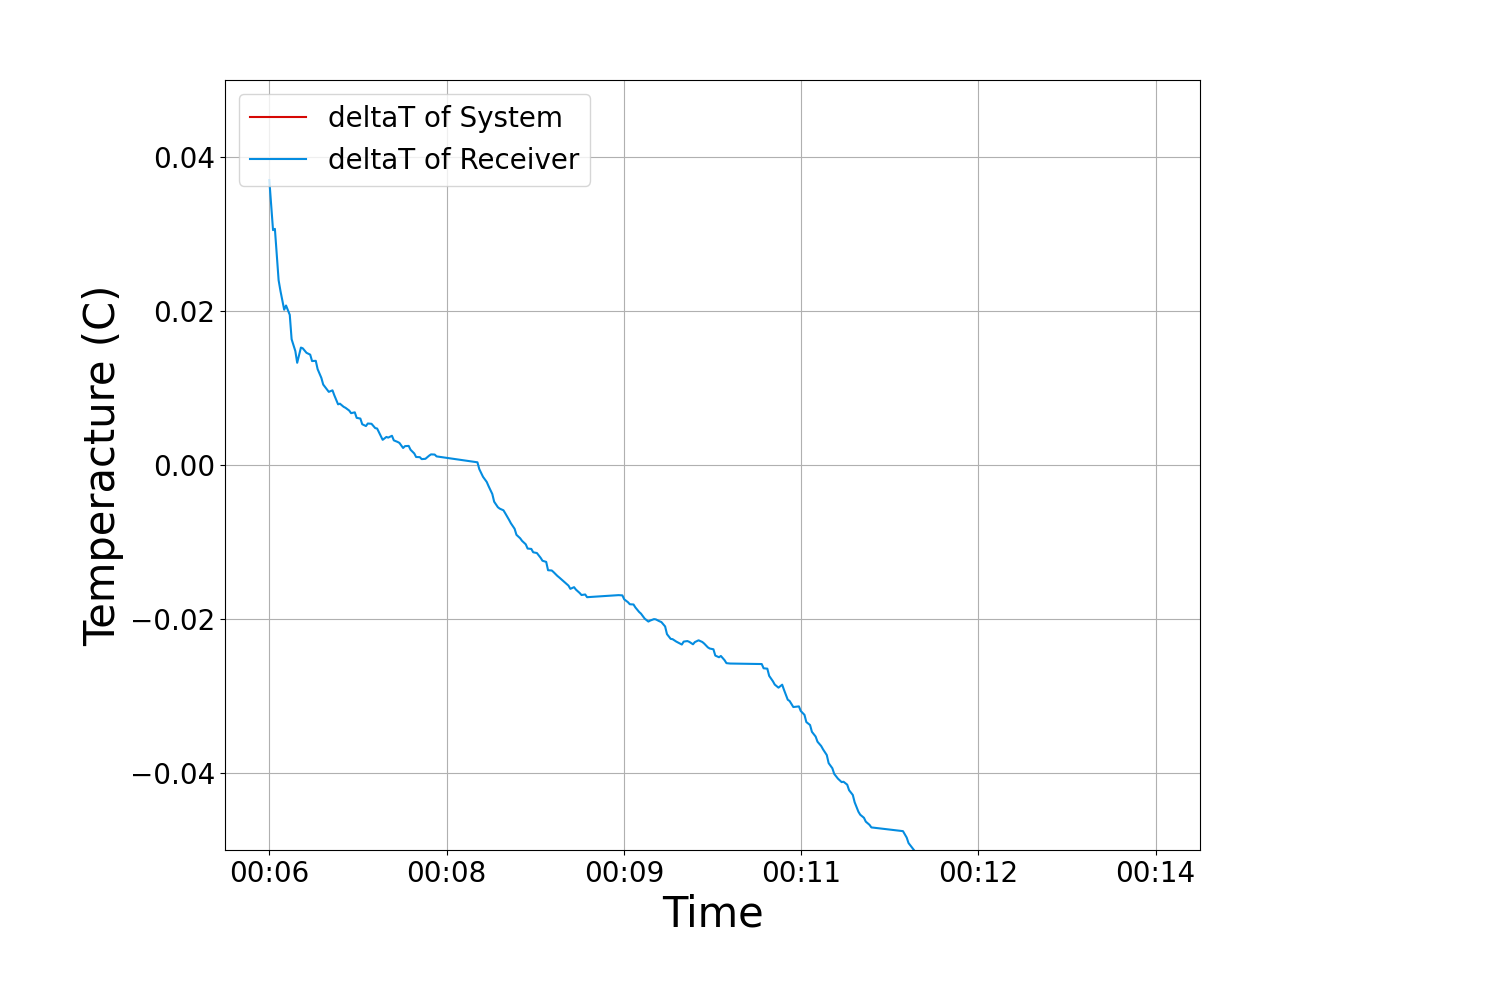 deltaT of System
deltaT of Receiver
Temperacture (C)
0.04
0.02
0.00
−0.02
−0.04
00:06 00:08 00:09 00:11 00:12 00:14
Time